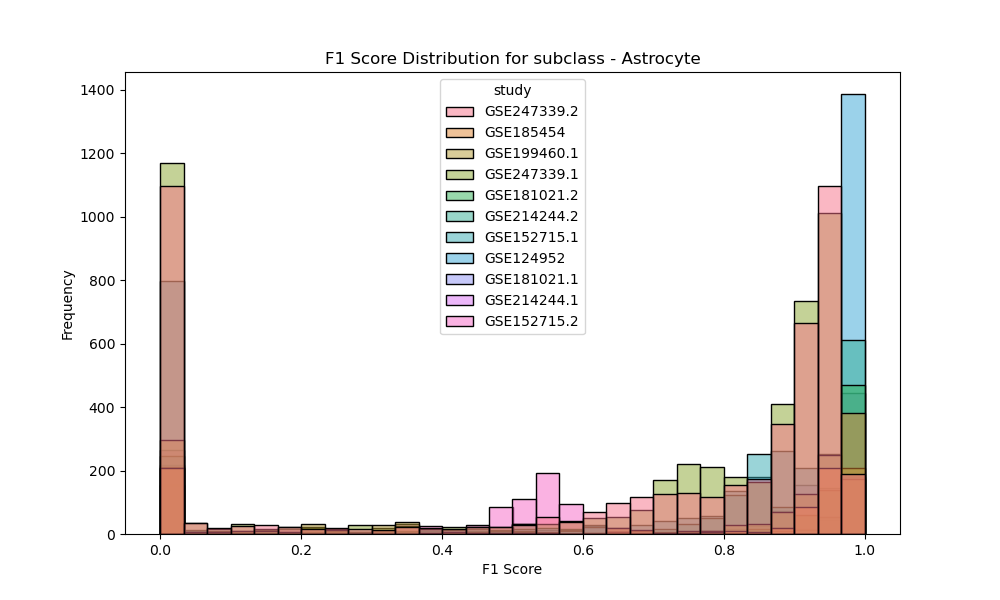 F1 Score Distribution for subclass - Astrocyte
study
GSE247339.2
GSE185454
GSE199460.1
GSE247339.1
GSE181021.2
GSE214244.2
GSE152715.1
GSE124952
GSE181021.1
GSE214244.1
GSE152715.2
Frequency
1400
1200
1000
800
600
400
200
0
0.0 0.2 0.4 0.6 0.8 1.0
F1 Score